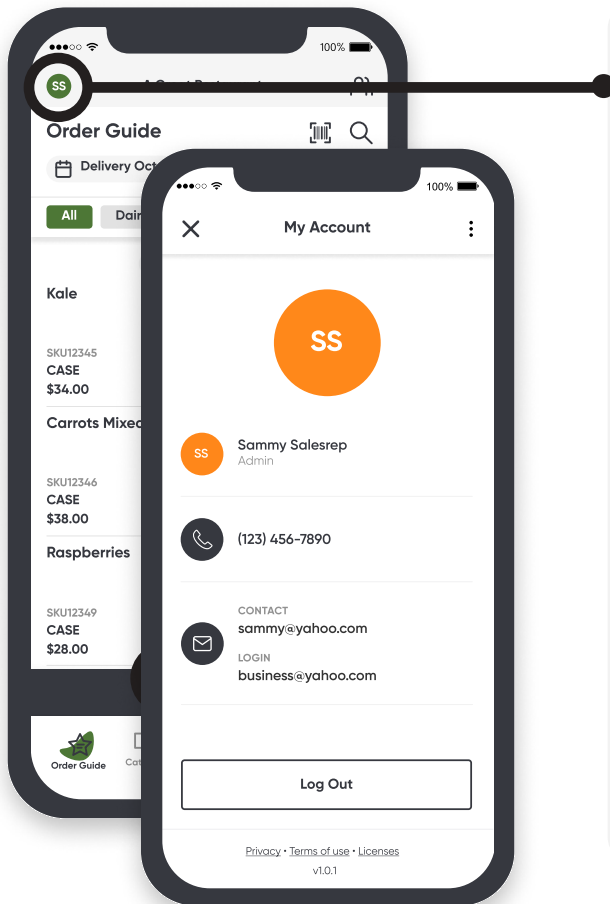 100%
SS
Order Guide
Delivery Oct
All
Kale
SKU12345
CASE
$34.00
Carrots Mixed
SKU12346
CASE
$38.00
Raspberries
SKU12349
CASE
$28.00
Order Guide
100%
My Account
SS
SS
Sammy Salesrep
Admin
(123) 456-7890
CONTACT
sammy@yahoo.com
LOGIN
business@yahoo.com
Log Out
Privacy • Terms of use • Licenses
v1.0.1